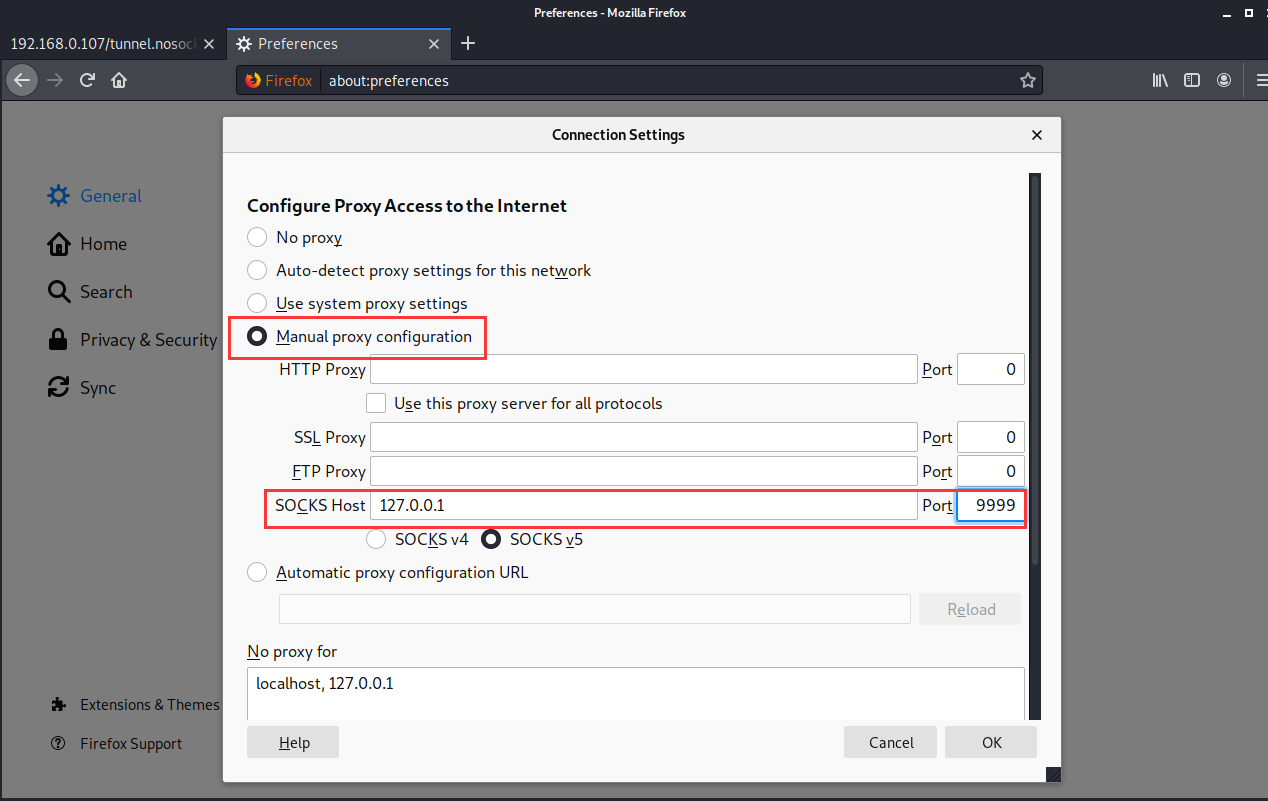 Preferences - Mozilla Firefox
192.168.0.107/tunnel.nosock
Preferences
Firefox
about:preferences
Connection Settings
General
Home
Search
Privacy & Security
Sync
Extensions & Themes
Firefox Support
Configure Proxy Access to the Internet
No proxy
Auto-detect proxy settings for this network
Use system proxy settings
Manual proxy configuration
HTTP Proxy Port 0
Use this proxy server for all protocols
SSL Proxy Port 0
FTP Proxy Port 0
SOCKS Host 127.0.0.1 Port 9999
SOCKS v4 SOCKS v5
Automatic proxy configuration URL
Reload
No proxy for
localhost, 127.0.0.1
Help Cancel OK